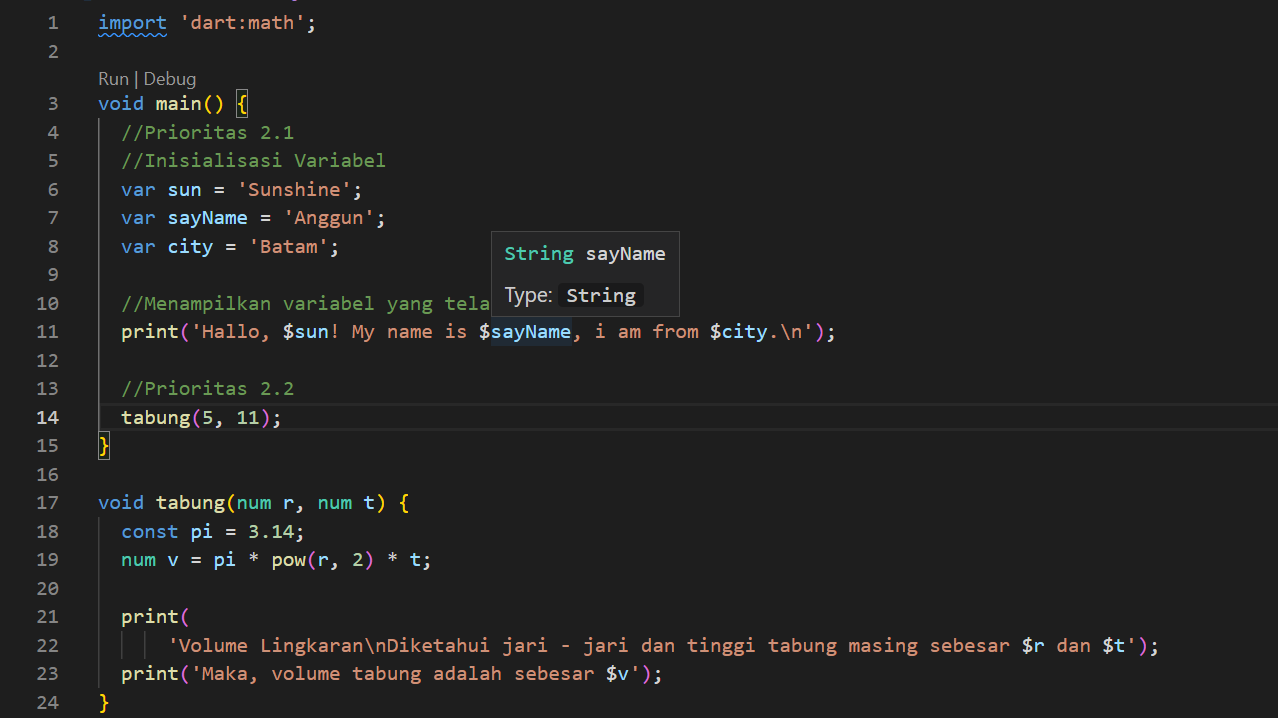 1 import 'dart:math';
2
Run | Debug
3 void main() {
4 //Prioritas 2.1
5 //Inisialisasi Variabel
6 var sun = 'Sunshine';
7 var sayName = 'Anggun';
8 var city = 'Batam';
String sayName
9
Type: String
10 //Menampilkan variabel yang tela
11 print('Hallo, $sun! My name is $sayName, i am from $city.\n');
12
13 //Prioritas 2.2
14 tabung(5, 11);
15 }
16
17 void tabung(num r, num t) {
18 const pi = 3.14;
19 num v = pi * pow(r, 2) * t;
20
21 print(
22 'Volume Lingkaran\nDiketahui jari - jari dan tinggi tabung masing sebesar $r dan $t');
23 print('Maka, volume tabung adalah sebesar $v');
24 }